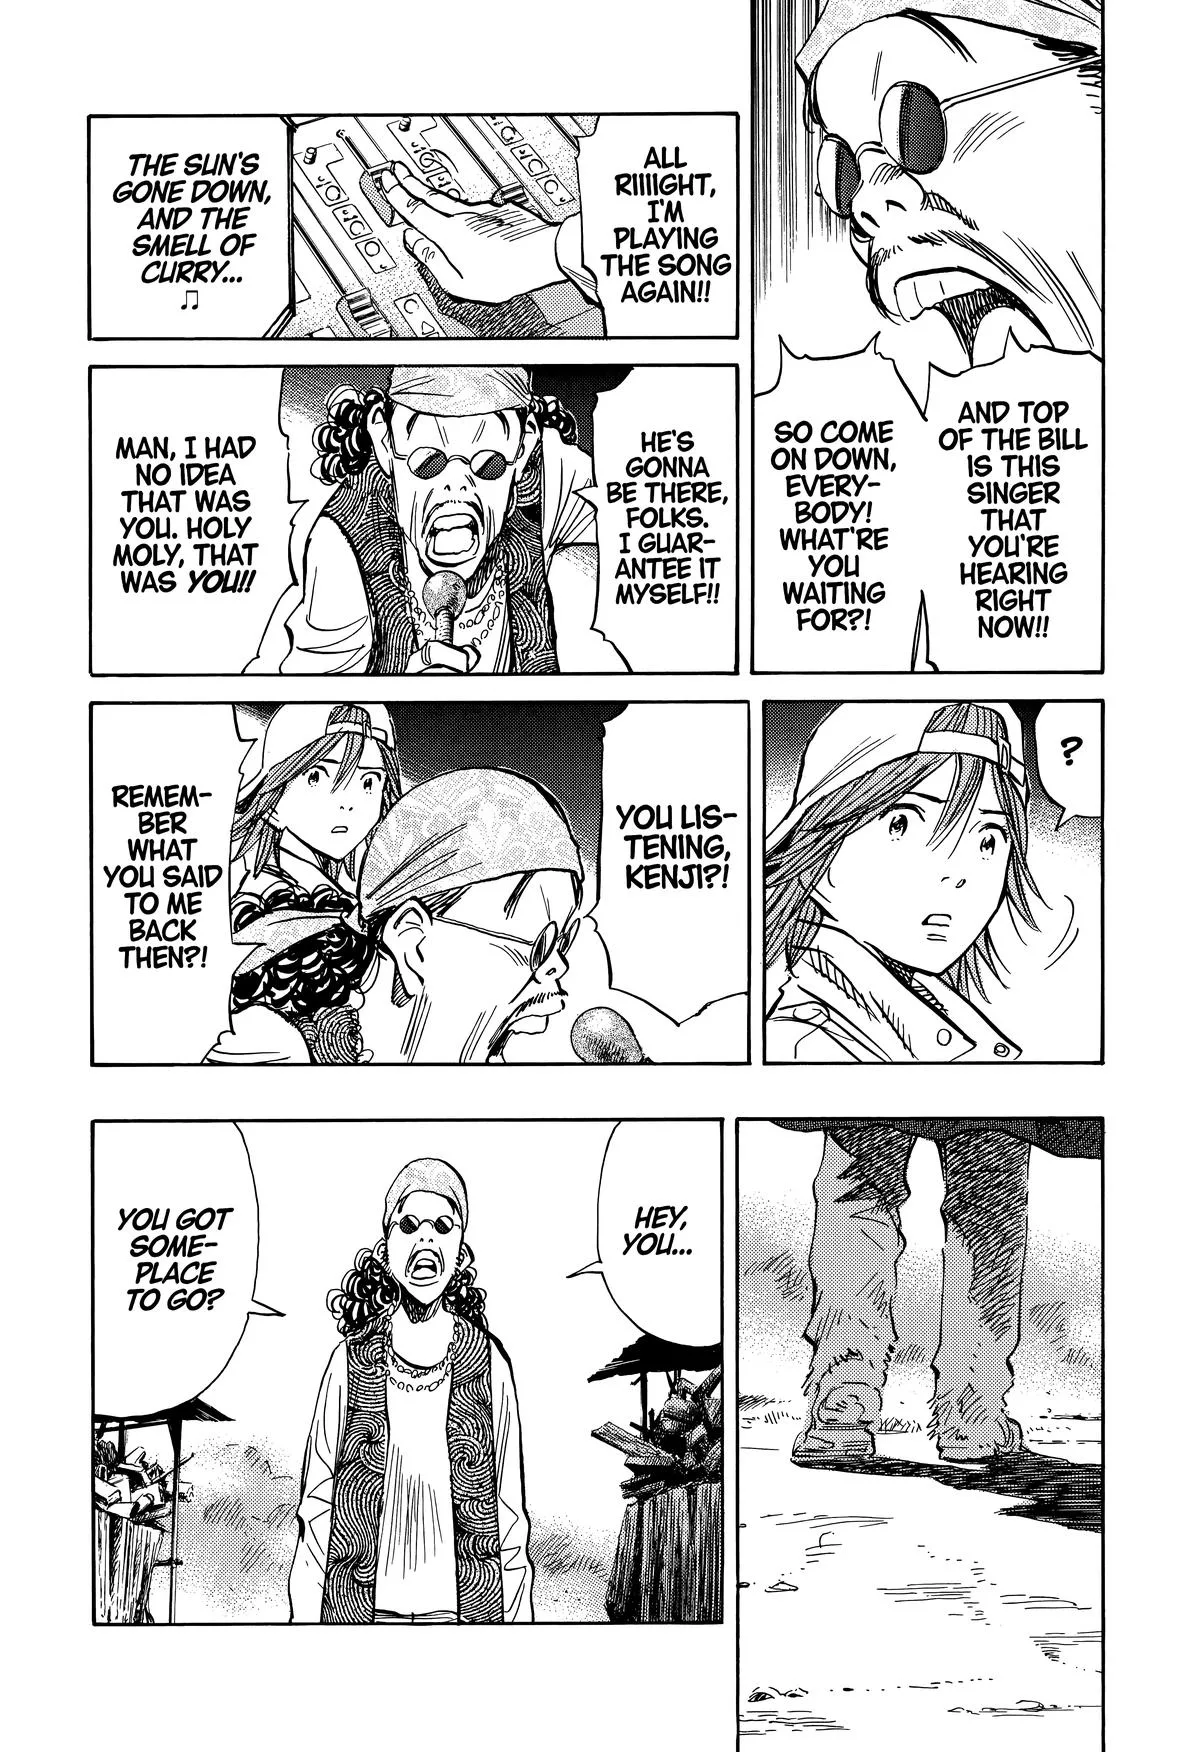 AND TOP
OF THE BILL
IS THIS
SINGER
THAT
YOU'RE
HEARING
RIGHT
NOW!!
SO COME
ON DOWN,
EVERY-
BODY!
WHAT'RE
YOU
WAITING
FOR?!
ALL
RIIIIGHT,
I'M
PLAYING
THE SONG
AGAIN!!
THE SUN'S
GONE DOWN,
AND THE
SMELL OF
CURRY...
♫
HE'S
GONNA
BE THERE,
FOLKS.
I GUAR-
ANTEE IT
MYSELF!!
MAN, I HAD
NO IDEA
THAT WAS
YOU. HOLY
MOLY, THAT
WAS YOU!!
?
YOU LIS-
TENING,
KENJI?!
REMEM-
BER
WHAT
YOU SAID
TO ME
BACK
THEN?!
HEY,
YOU...
YOU GOT
SOME-
PLACE
TO GO?